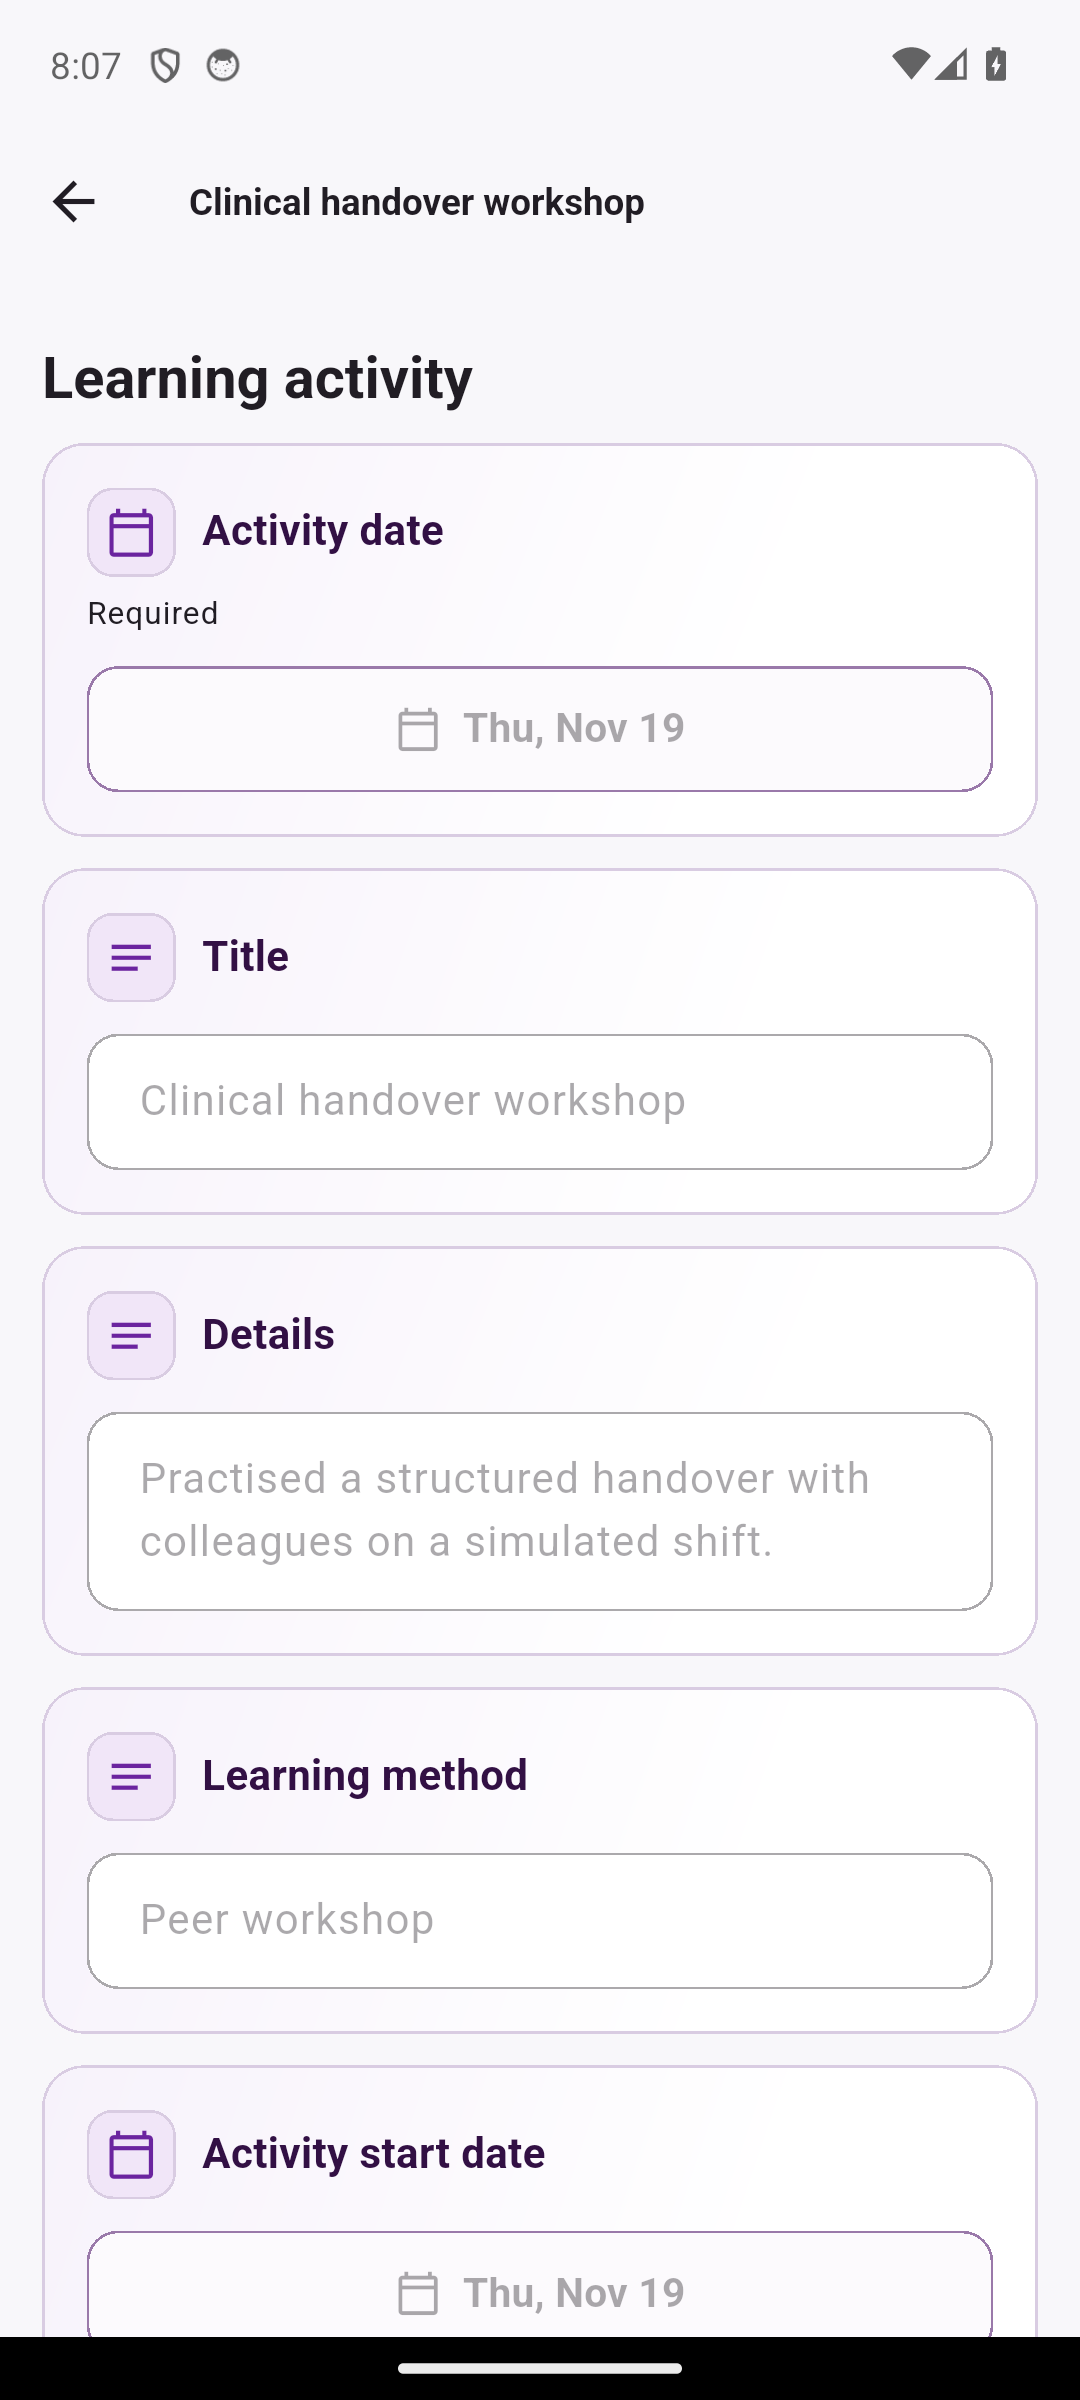 8:07
Clinical handover workshop
Learning activity
Activity date
Required
Thu, Nov 19
Title
Clinical handover workshop
Details
Practised a structured handover with
colleagues on a simulated shift.
Learning method
Peer workshop
Activity start date
Thu, Nov 19